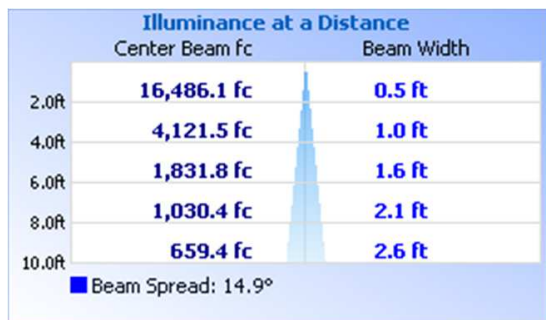 Illuminance at a Distance
Center Beam fc Beam Width
2.0ft 16,486.1 fc 0.5 ft
4.0ft 4,121.5 fc 1.0 ft
6.0ft 1,831.8 fc 1.6 ft
8.0ft 1,030.4 fc 2.1 ft
10.0ft 659.4 fc 2.6 ft
Beam Spread: 14.9°